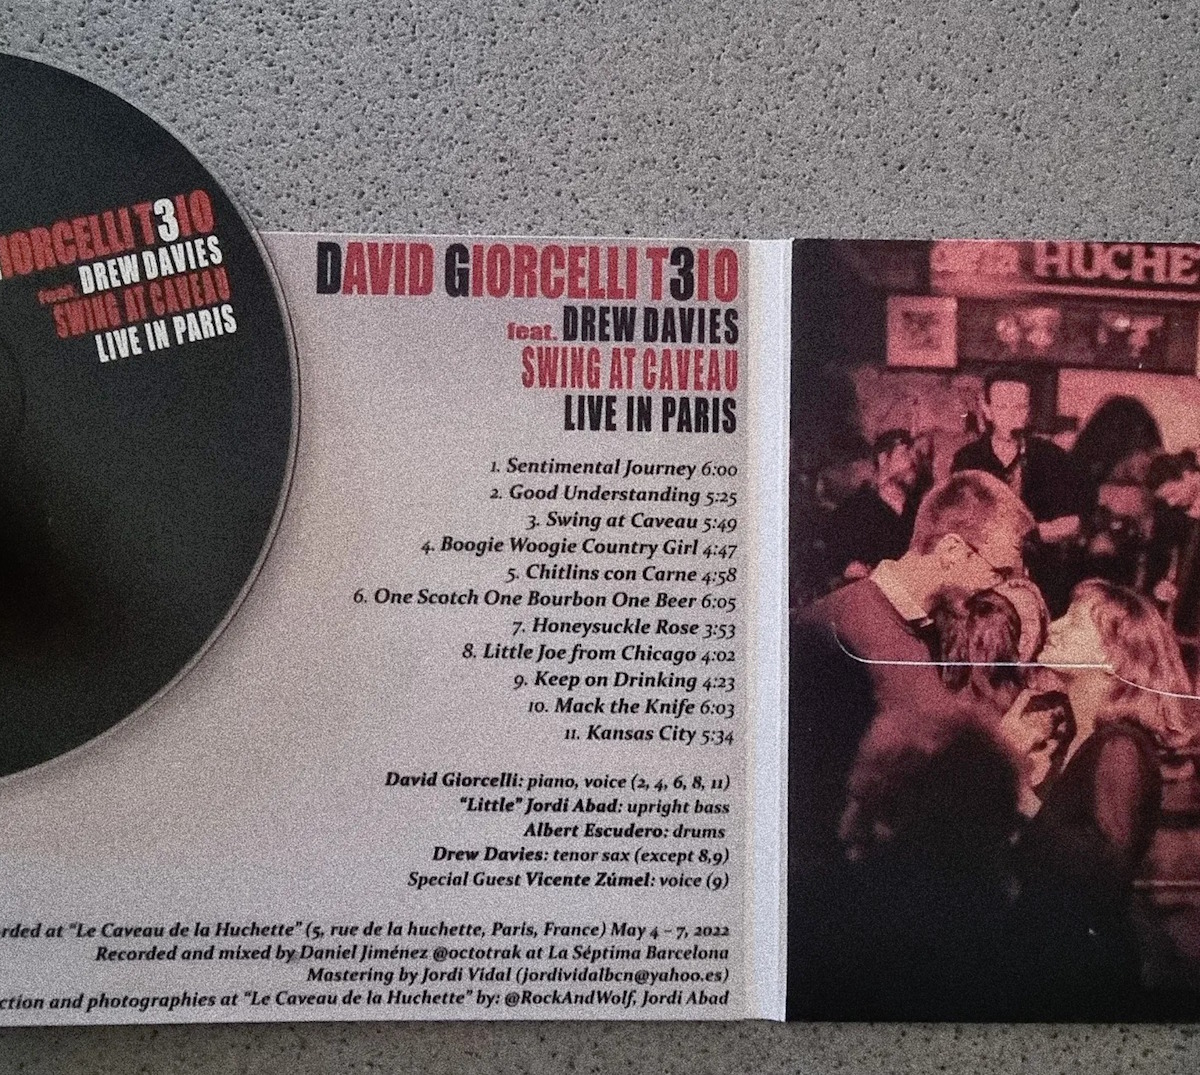 GIORCELLI T3IO
feat. DREW DAVIES
SWING AT CAVEAU
LIVE IN PARIS
DAVID GIORCELLI T3IO
feat. DREW DAVIES
SWING AT CAVEAU
LIVE IN PARIS
1. Sentimental Journey 6:00
2. Good Understanding 5:25
3. Swing at Caveau 5:49
4. Boogie Woogie Country Girl 4:47
5. Chitlins con Carne 4:58
6. One Scotch One Bourbon One Beer 6:05
7. Honeysuckle Rose 3:53
8. Little Joe from Chicago 4:02
9. Keep on Drinking 4:23
10. Mack the Knife 6:03
11. Kansas City 5:34
David Giorcelli: piano, voice (2, 4, 6, 8, 11)
"Little" Jordi Abad: upright bass
Albert Escudero: drums
Drew Davies: tenor sax (except 8,9)
Special Guest Vicente Zúmel: voice (9)
rded at "Le Caveau de la Huchette" (5, rue de la huchette, Paris, France) May 4 - 7, 2022
Recorded and mixed by Daniel Jiménez @octotrak at La Séptima Barcelona
Mastering by Jordi Vidal (jordividalbcn@yahoo.es)
ction and photographies at "Le Caveau de la Huchette" by: @RockAndWolf, Jordi Abad
HUCHE